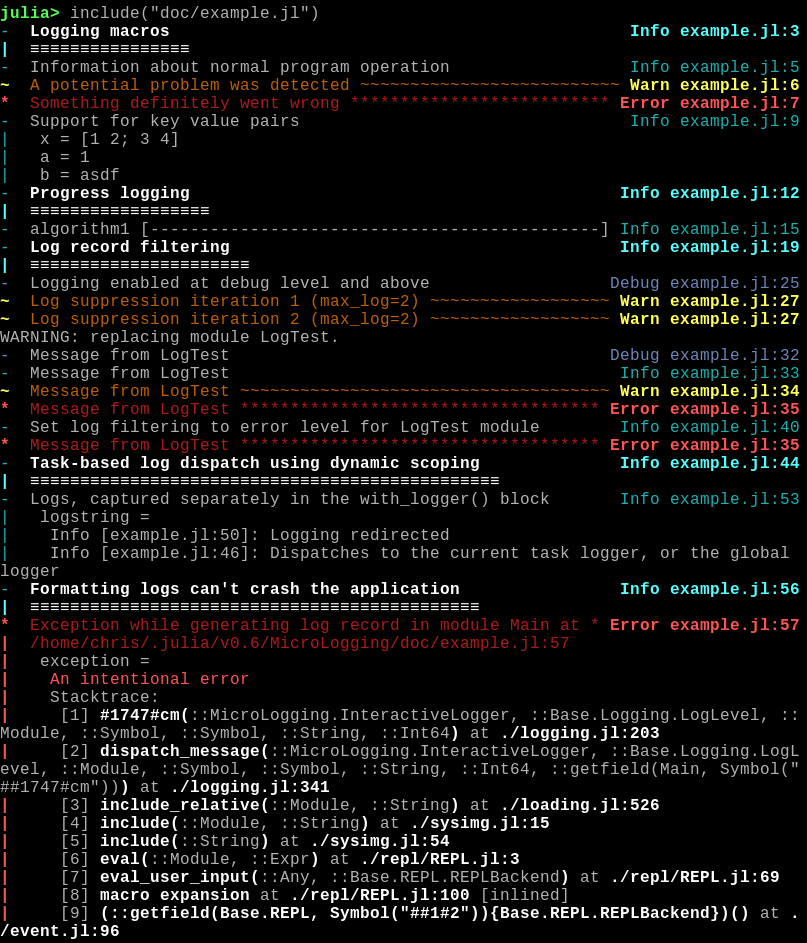 julia> include("doc/example.jl")
-  Logging macros                                              Info example.jl:3
|  ≡≡≡≡≡≡≡≡≡≡≡≡≡≡≡≡
-  Information about normal program operation                  Info example.jl:5
~  A potential problem was detected ~~~~~~~~~~~~~~~~~~~~~~~~~~ Warn example.jl:6
*  Something definitely went wrong ************************** Error example.jl:7
-  Support for key value pairs                                 Info example.jl:9
|   x = [1 2; 3 4]
|   a = 1
|   b = asdf
-  Progress logging                                           Info example.jl:12
|  ≡≡≡≡≡≡≡≡≡≡≡≡≡≡≡≡≡≡
-  algorithm1 [---------------------------------------------] Info example.jl:15
-  Log record filtering                                       Info example.jl:19
|  ≡≡≡≡≡≡≡≡≡≡≡≡≡≡≡≡≡≡≡≡≡≡
-  Logging enabled at debug level and above                  Debug example.jl:25
~  Log suppression iteration 1 (max_log=2) ~~~~~~~~~~~~~~~~~~ Warn example.jl:27
~  Log suppression iteration 2 (max_log=2) ~~~~~~~~~~~~~~~~~~ Warn example.jl:27
WARNING: replacing module LogTest.
-  Message from LogTest                                      Debug example.jl:32
-  Message from LogTest                                       Info example.jl:33
~  Message from LogTest ~~~~~~~~~~~~~~~~~~~~~~~~~~~~~~~~~~~~~ Warn example.jl:34
*  Message from LogTest ************************************ Error example.jl:35
-  Set log filtering to error level for LogTest module        Info example.jl:40
*  Message from LogTest ************************************ Error example.jl:35
-  Task-based log dispatch using dynamic scoping              Info example.jl:44
|  ≡≡≡≡≡≡≡≡≡≡≡≡≡≡≡≡≡≡≡≡≡≡≡≡≡≡≡≡≡≡≡≡≡≡≡≡≡≡≡≡≡≡≡≡≡≡≡
-  Logs, captured separately in the with_logger() block       Info example.jl:53
|   logstring =
|    Info [example.jl:50]: Logging redirected
|    Info [example.jl:46]: Dispatches to the current task logger, or the global
logger
-  Formatting logs can't crash the application                Info example.jl:56
|  ≡≡≡≡≡≡≡≡≡≡≡≡≡≡≡≡≡≡≡≡≡≡≡≡≡≡≡≡≡≡≡≡≡≡≡≡≡≡≡≡≡≡≡≡≡
*  Exception while generating log record in module Main at * Error example.jl:57
|  /home/chris/.julia/v0.6/MicroLogging/doc/example.jl:57
|   exception =
|    An intentional error
|    Stacktrace:
|     [1] #1747#cm(::MicroLogging.InteractiveLogger, ::Base.Logging.LogLevel, ::
Module, ::Symbol, ::Symbol, ::String, ::Int64) at ./logging.jl:203
|     [2] dispatch_message(::MicroLogging.InteractiveLogger, ::Base.Logging.LogL
evel, ::Module, ::Symbol, ::Symbol, ::String, ::Int64, ::getfield(Main, Symbol("
##1747#cm"))) at ./logging.jl:341
|     [3] include_relative(::Module, ::String) at ./loading.jl:526
|     [4] include(::Module, ::String) at ./sysimg.jl:15
|     [5] include(::String) at ./sysimg.jl:54
|     [6] eval(::Module, ::Expr) at ./repl/REPL.jl:3
|     [7] eval_user_input(::Any, ::Base.REPL.REPLBackend) at ./repl/REPL.jl:69
|     [8] macro expansion at ./repl/REPL.jl:100 [inlined]
|     [9] (::getfield(Base.REPL, Symbol("##1#2")){Base.REPL.REPLBackend})() at .
/event.jl:96